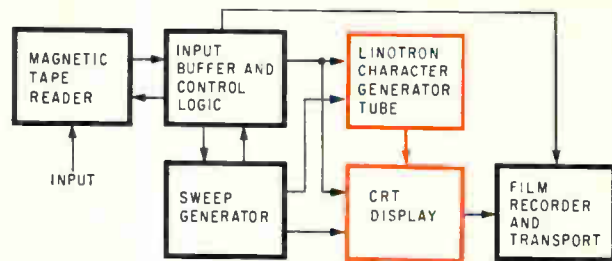 MAGNETIC
TAPE
READER
INPUT
BUFFER AND
CONTROL
LOGIC
LINOTRON
CHARACTER
GENERATOR
TUBE
INPUT
SWEEP
GENERATOR
CRT
DISPLAY
FILM
RECORDER
AND
TRANSPORT